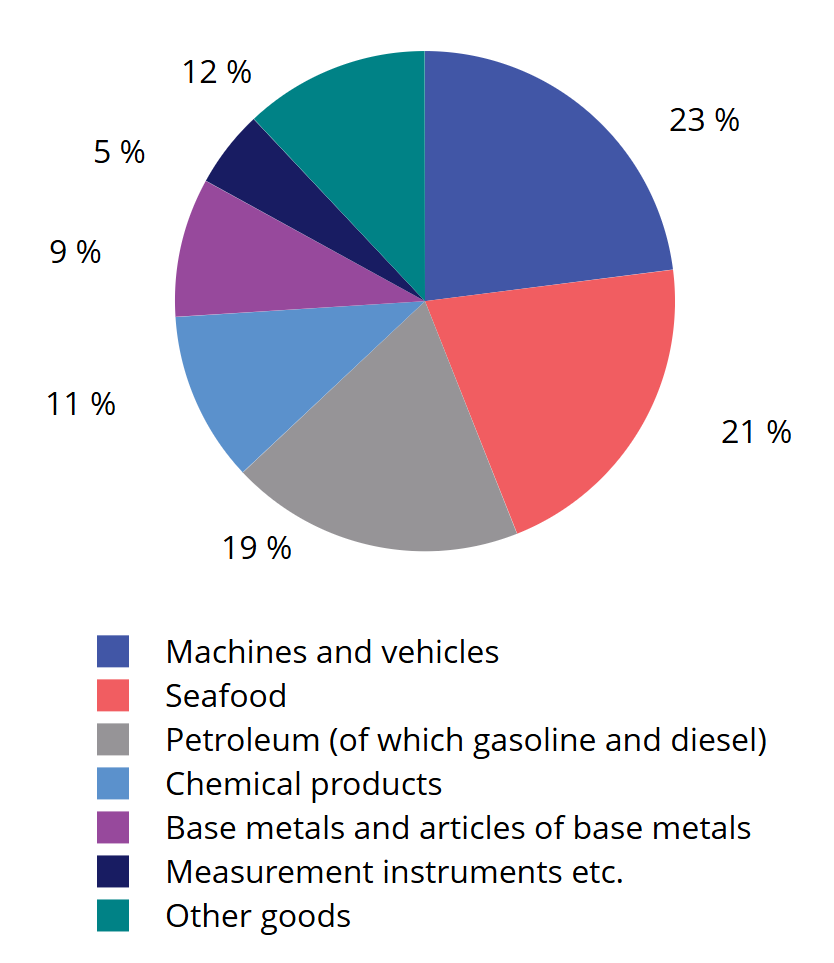 12 %
23 %
5 %
9 %
11 %
21 %
19 %
Machines and vehicles
Seafood
Petroleum (of which gasoline and diesel)
Chemical products
Base metals and articles of base metals
Measurement instruments etc.
Other goods